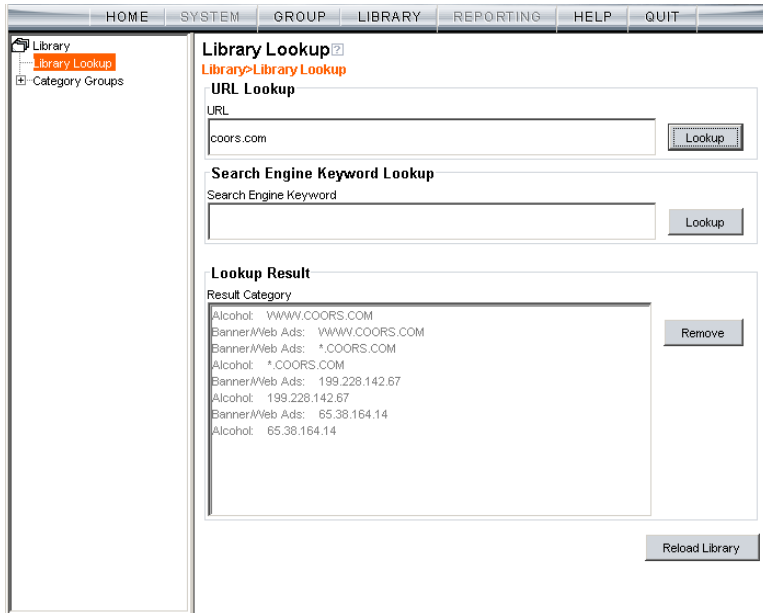 HOME SYSTEM GROUP LIBRARY REPORTING HELP QUIT
Library
Library Lookup
Category Groups
Library Lookup?
Library>Library Lookup
URL Lookup
URL
coors.com
Lookup
Search Engine Keyword Lookup
Search Engine Keyword
Lookup
Lookup Result
Result Category
Alcohol: WWW.COORS.COM
Banner/Web Ads: WWW.COORS.COM
Banner/Web Ads: *.COORS.COM
Alcohol: *.COORS.COM
Banner/Web Ads: 199.228.142.67
Alcohol: 199.228.142.67
Banner/Web Ads: 65.38.164.14
Alcohol: 65.38.164.14
Remove
Reload Library